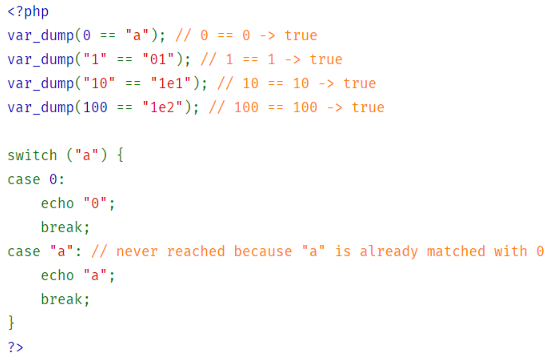 <?php
var_dump(0 == "a"); // 0 == 0 -> true
var_dump("1" == "01"); // 1 == 1 -> true
var_dump("10" == "1e1"); // 10 == 10 -> true
var_dump(100 == "1e2"); // 100 == 100 -> true

switch ("a") {
case 0:
    echo "0";
    break;
case "a": // never reached because "a" is already matched with 0
    echo "a";
    break;
}
?>